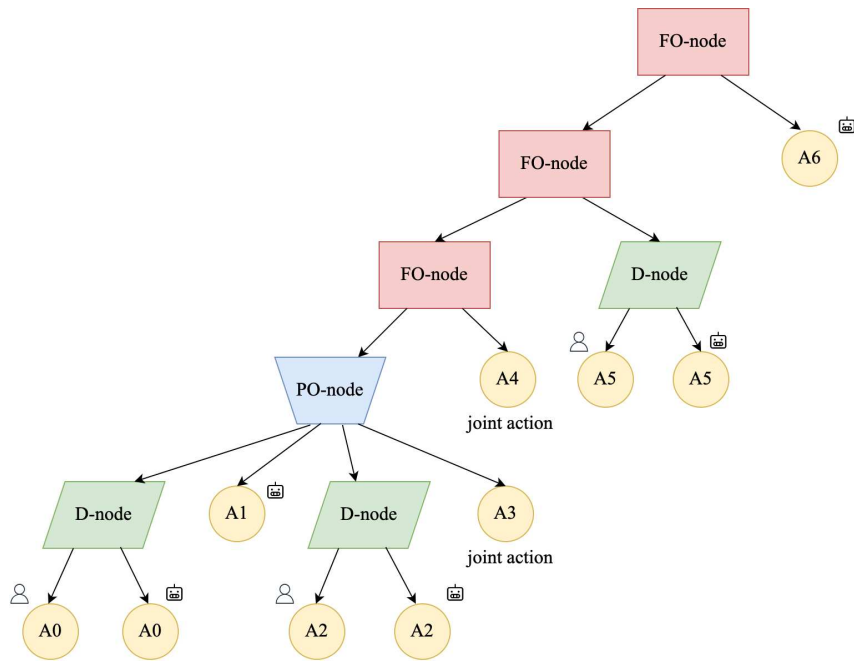 FO-node
FO-node
A6
FO-node
D-node
PO-node
A4
A5
A5
joint action
D-node
A1
D-node
A3
joint action
A0
A0
A2
A2